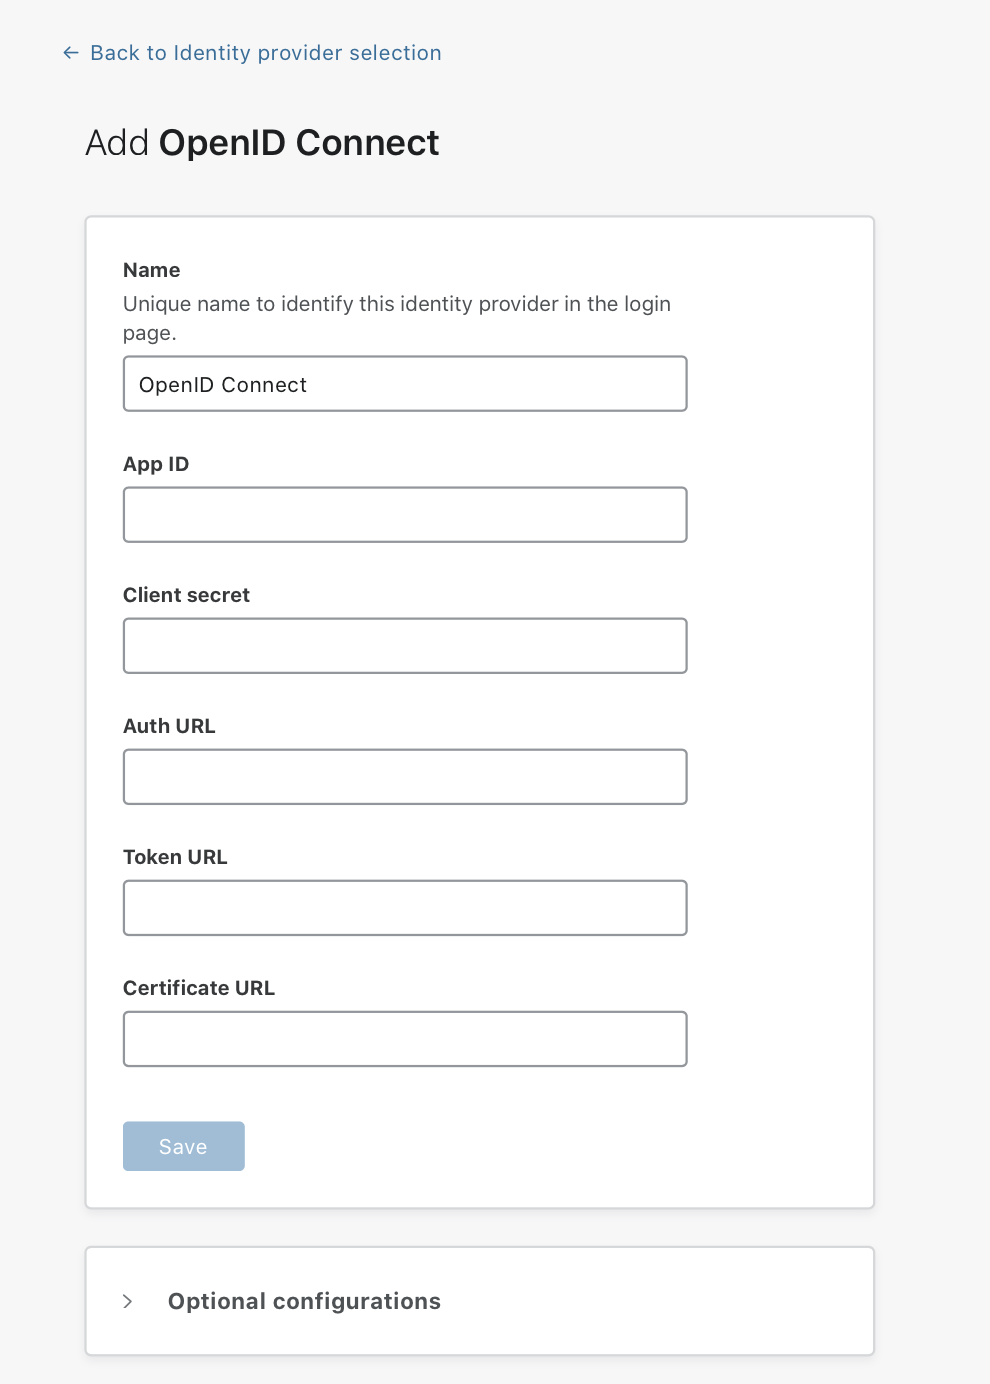 ← Back to Identity provider selection
Add OpenID Connect
Name
Unique name to identify this identity provider in the login
page.
OpenID Connect
App ID
Client secret
Auth URL
Token URL
Certificate URL
Save
Optional configurations